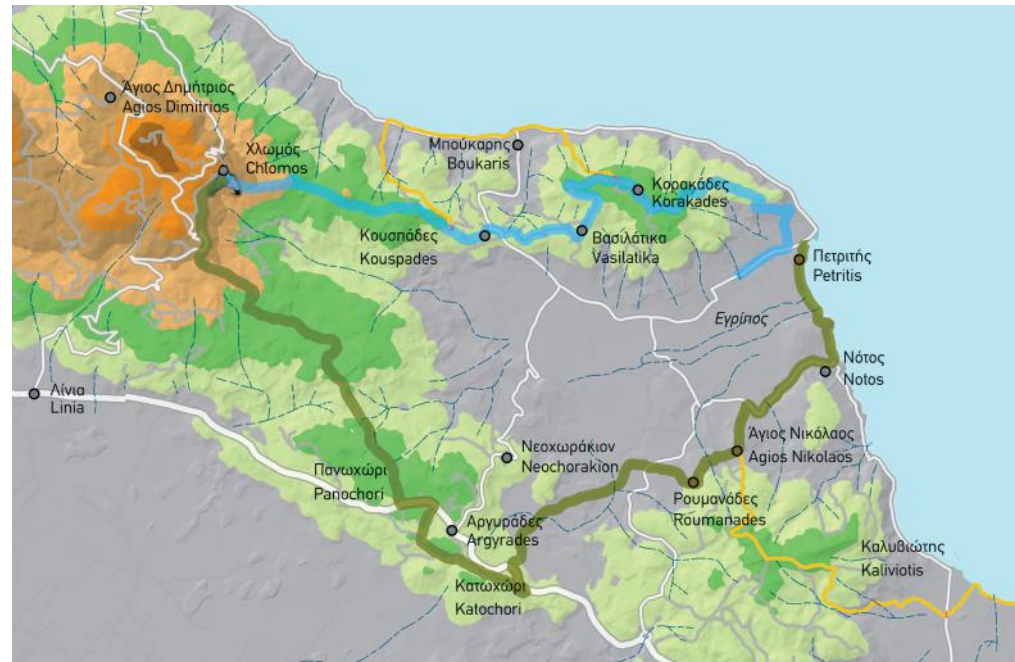 Άγιος Δημήτριος
Agios Dimitrios
Χλωμός
Chlomos
Μπούκαρης
Boukaris
Κορακάδες
Korakades
Κουσπάδες
Kouspades
Βασιλάτικα
Vasilatika
Πετριτής
Petritis
Εγρίπος
Νότος
Notos
Λίνια
Linia
Άγιος Νικόλαος
Agios Nikolaos
Νεοχωράκιον
Neochorakion
Πανωχώρι
Panochori
Ρουμανάδες
Roumanades
Αργυράδες
Argyrades
Καλυβιώτης
Kaliviotis
Κατωχώρι
Katochori